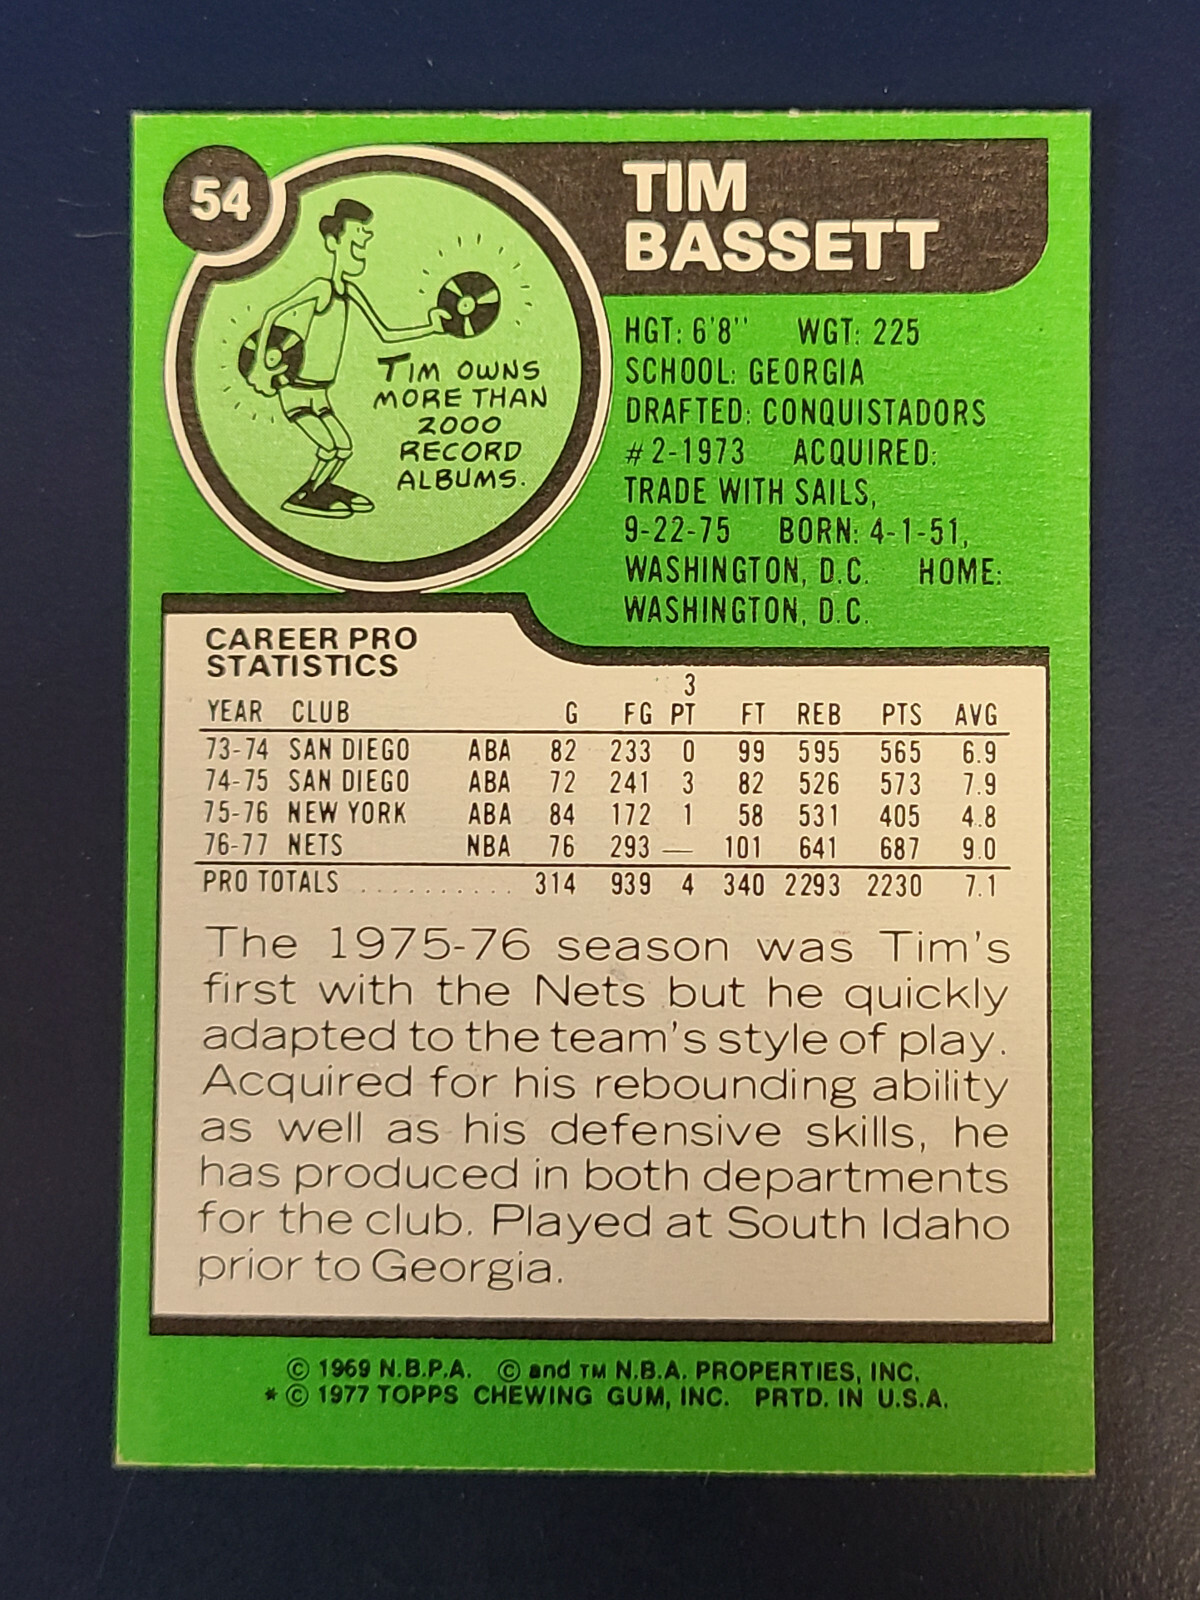 54
TIM
BASSETT
TIM OWNS
MORE THAN
2000
RECORD
ALBUMS.
HGT: 6'8" WGT: 225
SCHOOL: GEORGIA
DRAFTED: CONQUISTADORS
#2-1973 ACQUIRED:
TRADE WITH SAILS,
9-22-75 BORN: 4-1-51,
WASHINGTON, D.C. HOME:
WASHINGTON, D.C.
CAREER PRO
STATISTICS
3
YEAR CLUB G FG PT FT REB PTS AVG
73-74 SAN DIEGO ABA 82 233 0 99 595 565 6.9
74-75 SAN DIEGO ABA 72 241 3 82 526 573 7.9
75-76 NEW YORK ABA 84 172 1 58 531 405 4.8
76-77 NETS NBA 76 293 — 101 641 687 9.0
PRO TOTALS .......... 314 939 4 340 2293 2230 7.1
The 1975-76 season was Tim's
first with the Nets but he quickly
adapted to the team's style of play.
Acquired for his rebounding ability
as well as his defensive skills, he
has produced in both departments
for the club. Played at South Idaho
prior to Georgia.
© 1969 N.B.P.A. © and TM N.B.A. PROPERTIES, INC.
* © 1977 TOPPS CHEWING GUM, INC. PRTD. IN U.S.A.